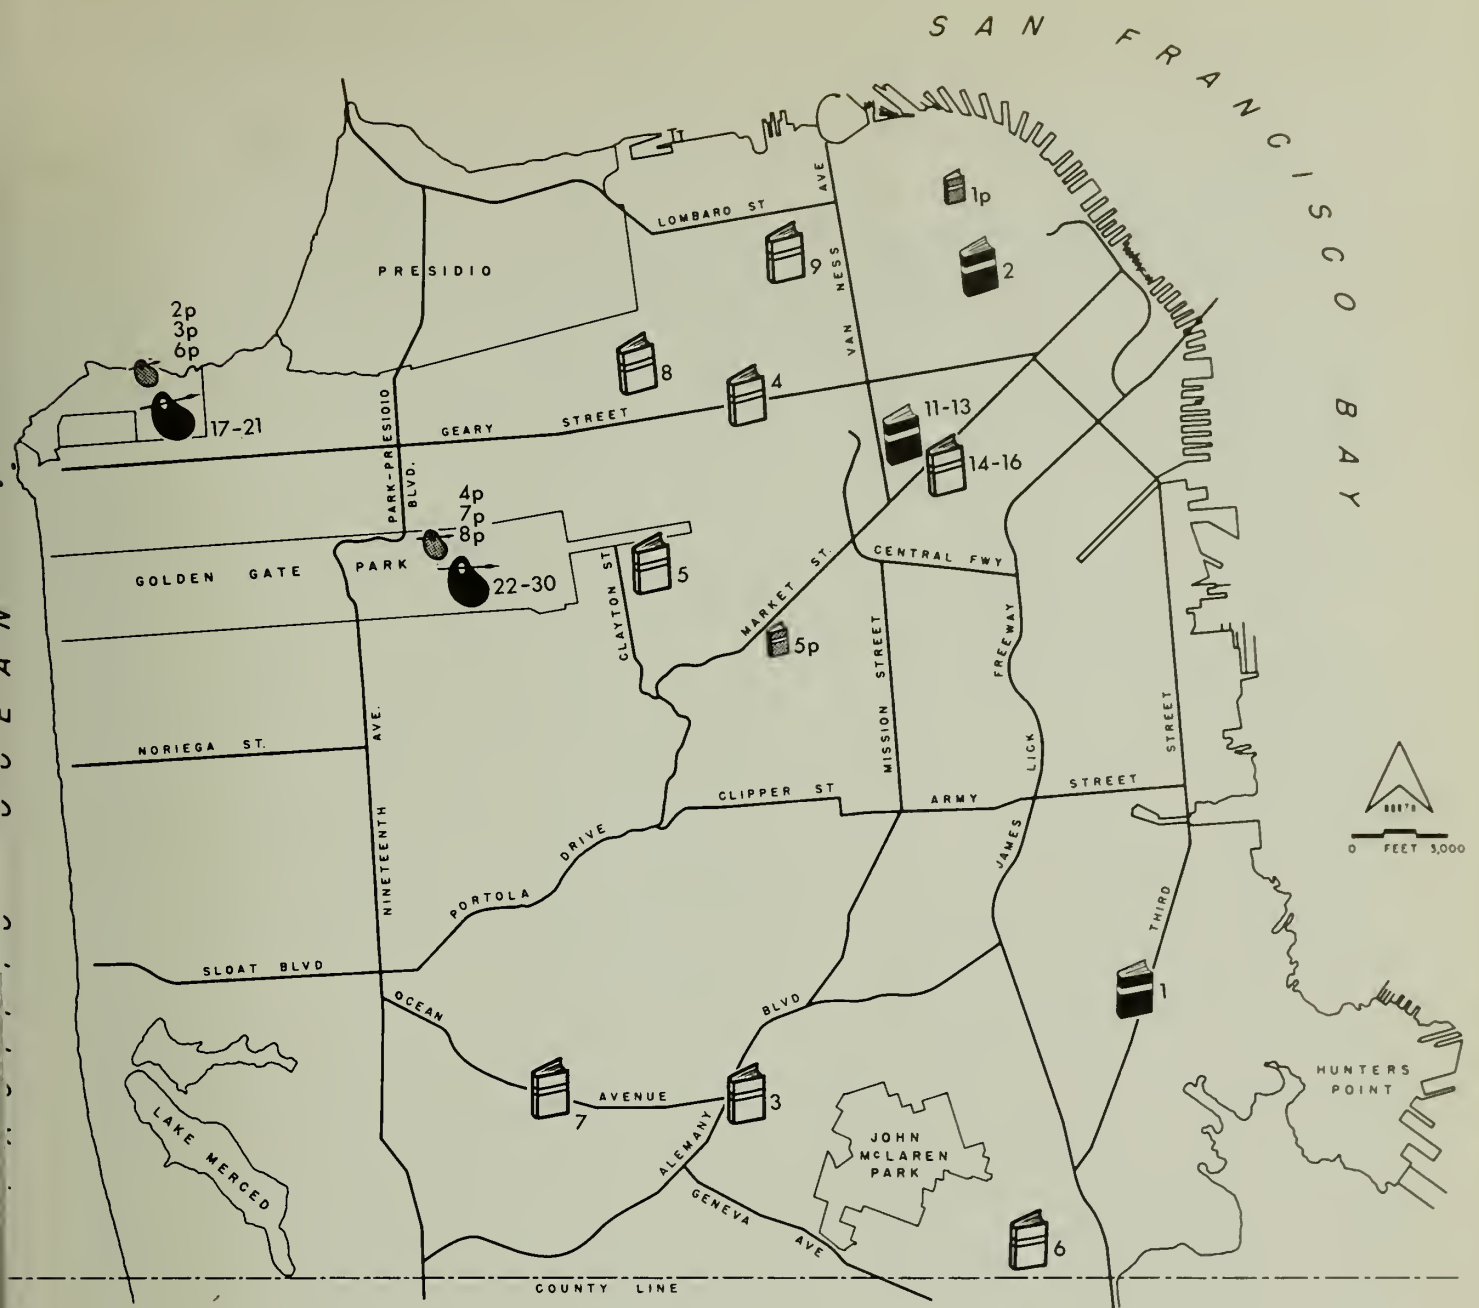 SAN FRANCISCO BAY
1p
LOMBARD ST
9
2
VAN NESS AVE
PRESIDIO
2p
3p
6p
8
4
17-21
GEARY STREET
PARK-PRESIDIO BLVD.
11-13
14-16
4p
7p
8p
GOLDEN GATE PARK
22-30
CLAYTON ST
5
MARKET ST.
CENTRAL FWY
5p
MISSION STREET
JAMES LICK FREEWAY
THIRD STREET
NORIEGA ST.
NINETEENTH AVE.
CLIPPER ST
ARMY STREET
NORTH
0 FEET 3,000
PORTOLA DRIVE
SLOAT BLVD
OCEAN AVENUE
ALEMANY BLVD
1
7
3
HUNTERS
POINT
LAKE MERCED
JOHN
McLAREN
PARK
GENEVA AVE
6
COUNTY LINE
OCEAN